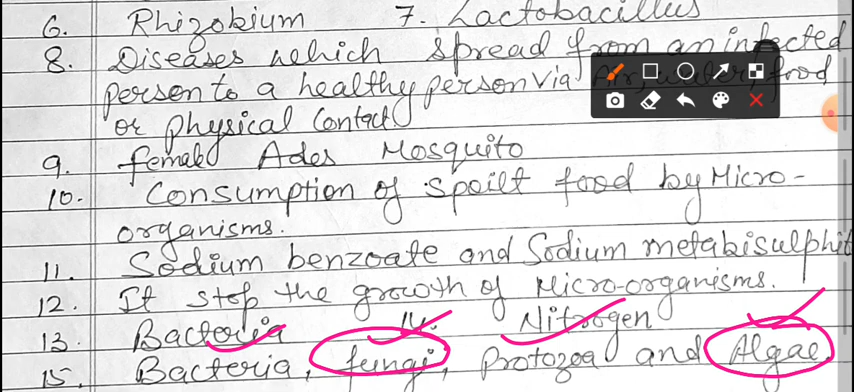 6. Rhizobium 7. Lactobacillus
8. Diseases which spread from an infected
person to a healthy person via Air, water, food
or physical contact
9. female Ades Mosquito
10. Consumption of spoilt food by Micro-
organisms.
11. Sodium benzoate and Sodium metabisulphit
12. It stop the growth of Micro-organisms.
13. Bacteria 14. Nitrogen
15. Bacteria, fungi, Protozoa and Algae.